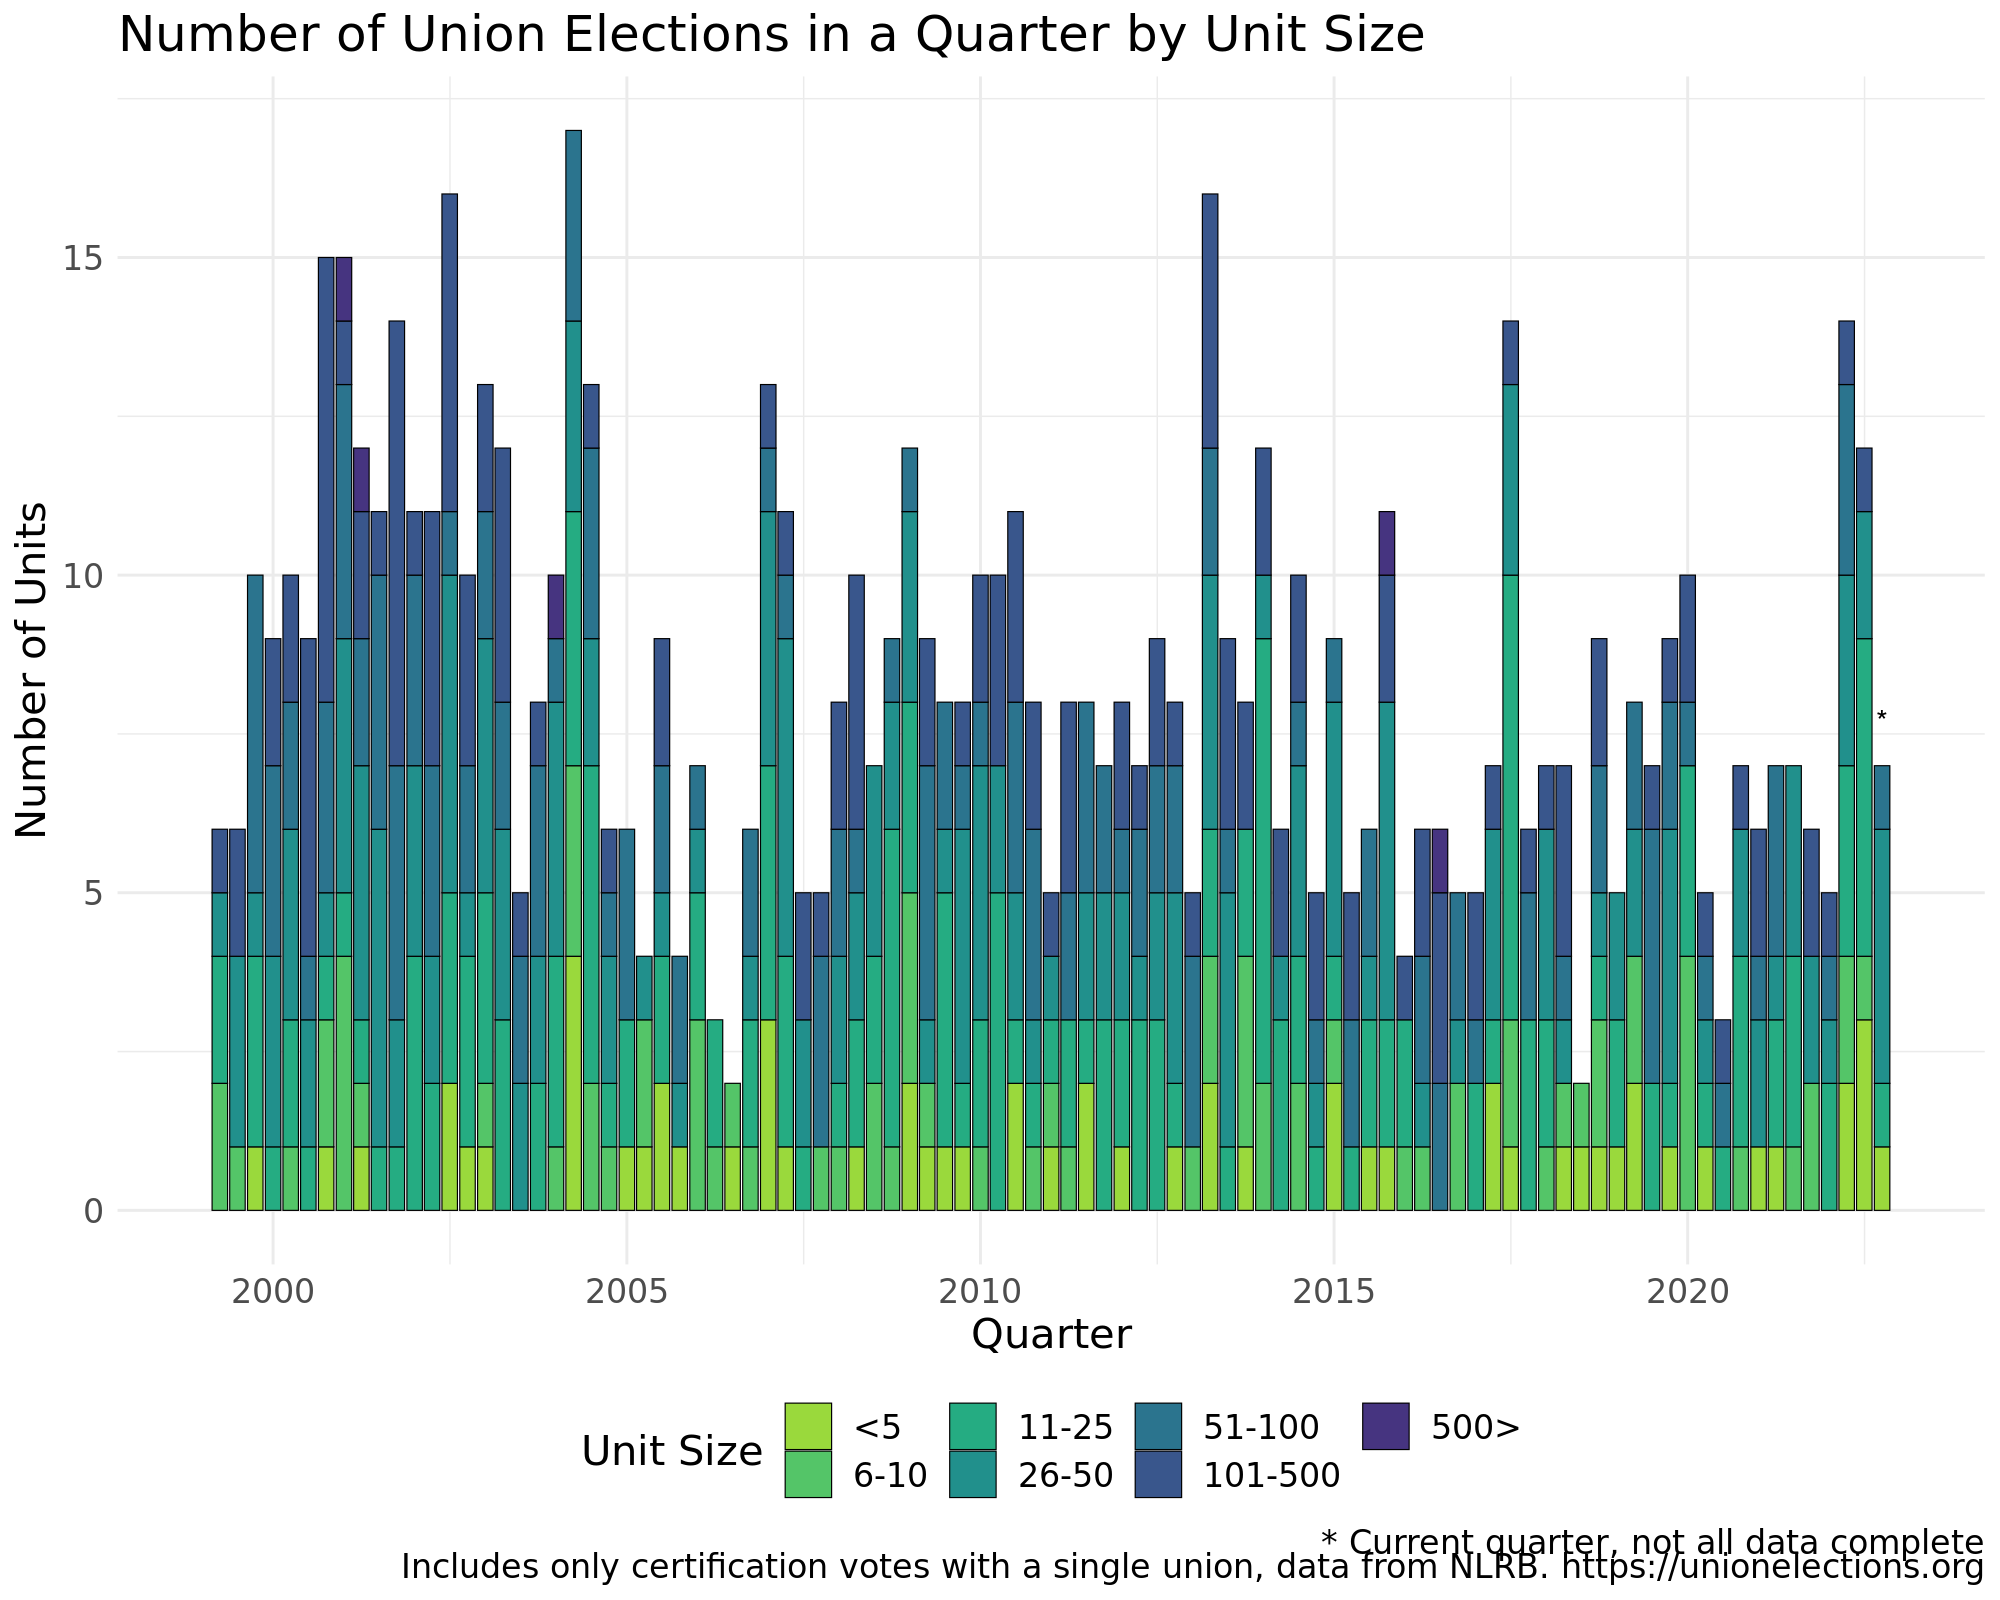 Number of Union Elections in a Quarter by Unit Size
Number of Units
15
10
5
0
*
2000 2005 2010 2015 2020
Quarter
Unit Size
<5 11-25 51-100 500>
6-10 26-50 101-500
* Current quarter, not all data complete
Includes only certification votes with a single union, data from NLRB. https://unionelections.org